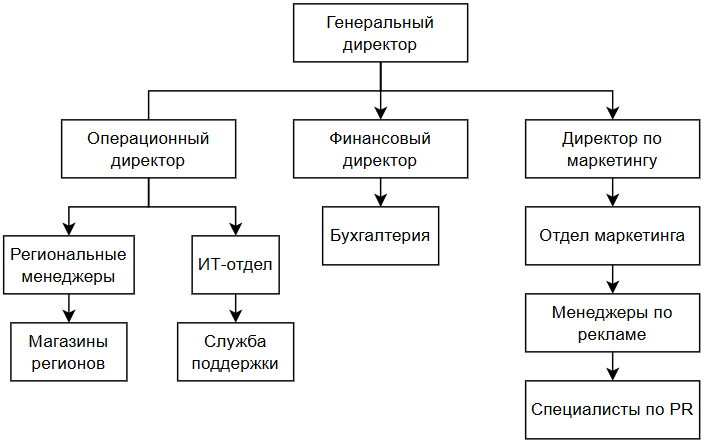 Генеральный
директор
Операционный
директор
Финансовый
директор
Директор по
маркетингу
Региональные
менеджеры
ИТ-отдел
Бухгалтерия
Отдел маркетинга
Магазины
регионов
Служба
поддержки
Менеджеры по
рекламе
Специалисты по PR